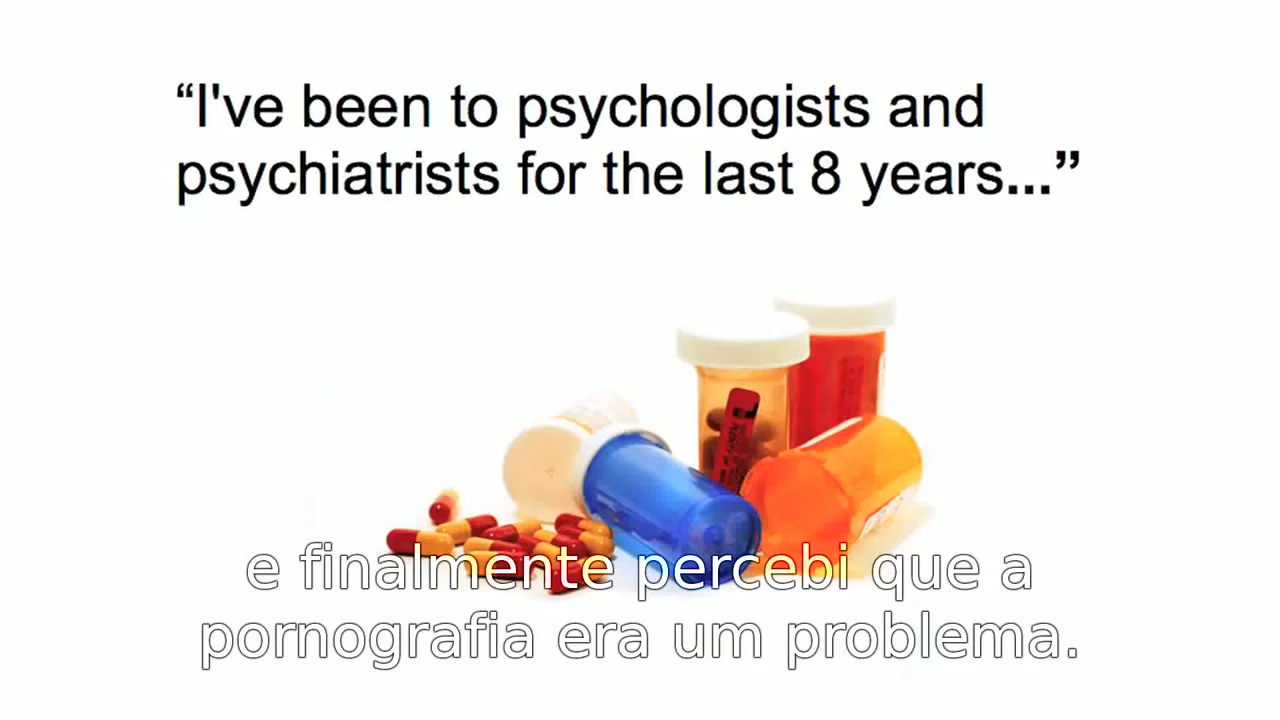 “I've been to psychologists and
psychiatrists for the last 8 years...”
e finalmente percebi que a
pornografia era um problema.